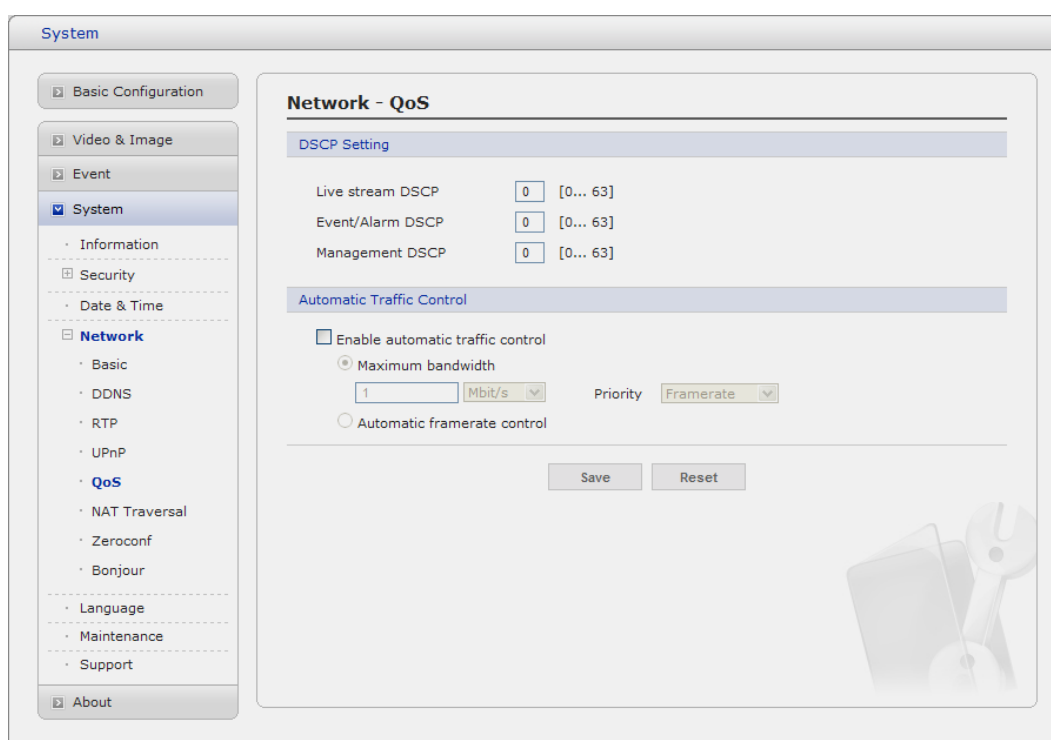 System
Basic Configuration
Video & Image
Event
System
Information
Security
Date & Time
Network
Basic
DDNS
RTP
UPnP
QoS
NAT Traversal
Zeroconf
Bonjour
Language
Maintenance
Support
About
Network - QoS
DSCP Setting
Live stream DSCP 0 [0... 63]
Event/Alarm DSCP 0 [0... 63]
Management DSCP 0 [0... 63]
Automatic Traffic Control
Enable automatic traffic control
Maximum bandwidth
1 Mbit/s Priority Framerate
Automatic framerate control
Save Reset